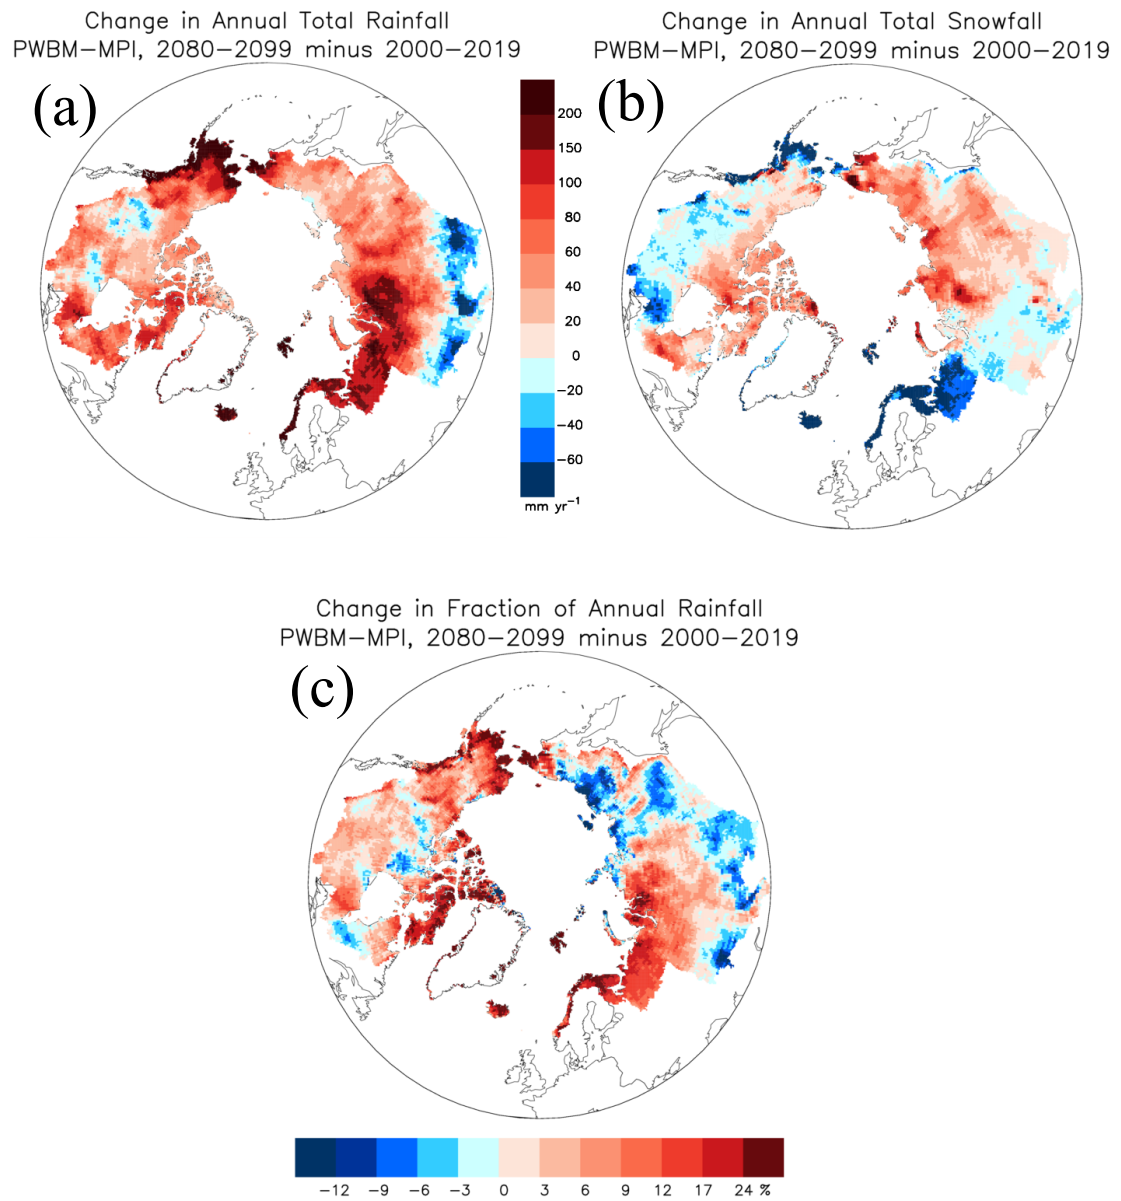 Change in Annual Total Rainfall
PWBM−MPI, 2080−2099 minus 2000−2019
(a)
Change in Annual Total Snowfall
PWBM−MPI, 2080−2099 minus 2000−2019
(b)
200
150
100
80
60
40
20
0
−20
−40
−60
mm yr⁻¹
Change in Fraction of Annual Rainfall
PWBM−MPI, 2080−2099 minus 2000−2019
(c)
−12 −9 −6 −3 0 3 6 9 12 17 24 %